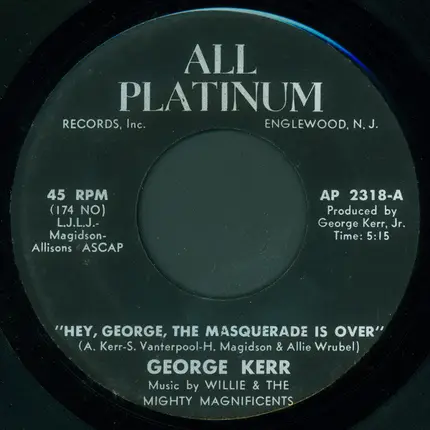 ALL
PLATINUM
RECORDS, Inc. ENGLEWOOD, N. J.
45 RPM AP 2318-A
(174 NO) Produced by
L.J.L.J.- George Kerr, Jr.
Magidson- Time: 5:15
Allisons ASCAP
"HEY, GEORGE, THE MASQUERADE IS OVER"
(A. Kerr-S. Vanterpool-H. Magidson & Allie Wrubel)
GEORGE KERR
Music by WILLIE & THE
MIGHTY MAGNIFICENTS